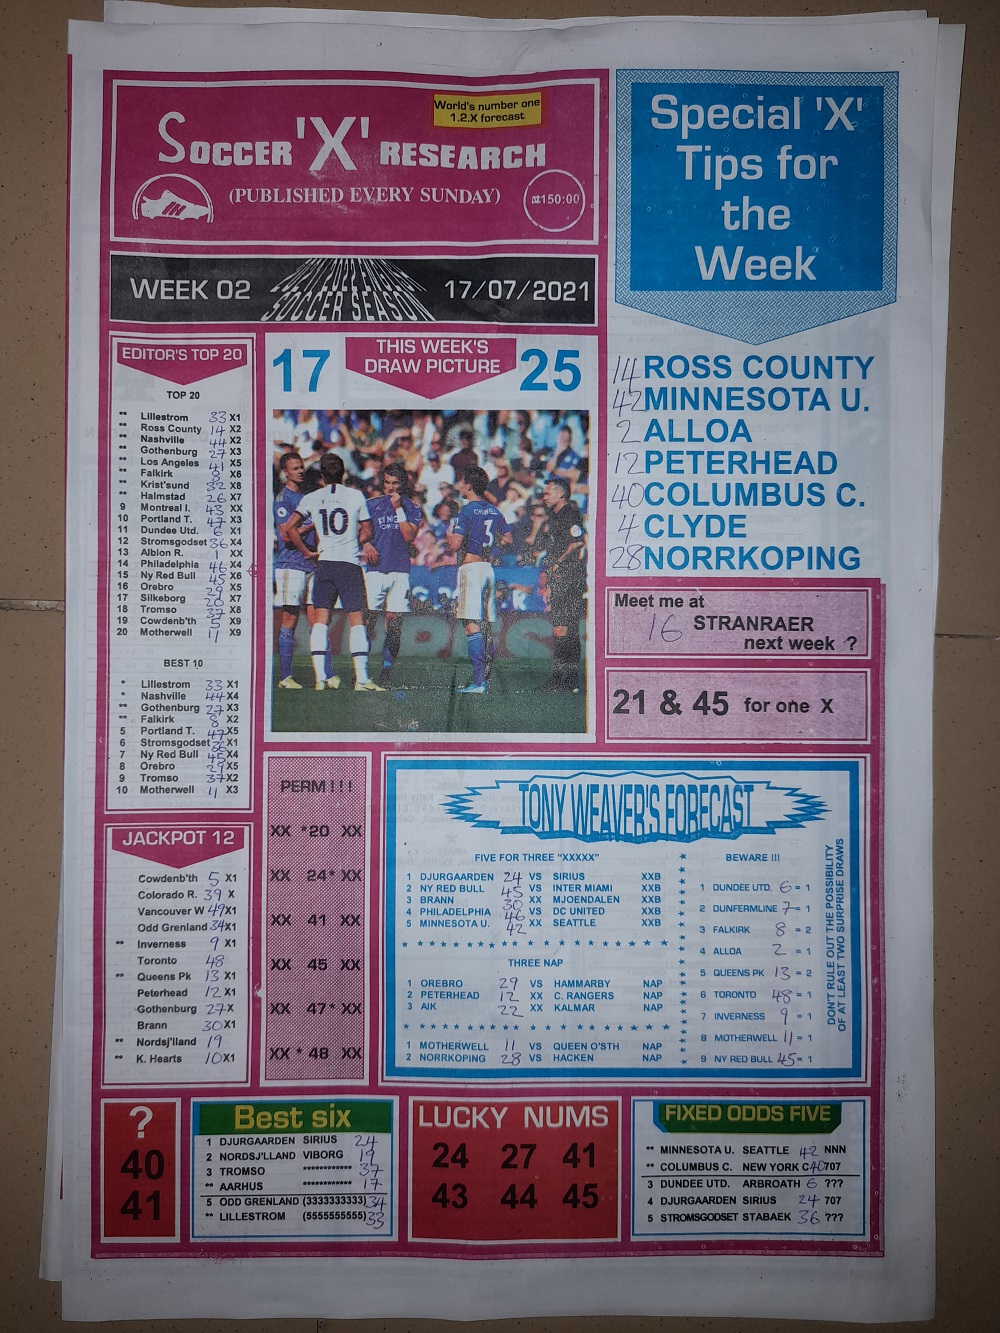 World's number one
1.2.X forecast
SOCCER 'X' RESEARCH
(PUBLISHED EVERY SUNDAY)
₦150:00
WEEK 02
SOCCER SEASON
17/07/2021
Special 'X'
Tips for
the
Week
14 ROSS COUNTY
42 MINNESOTA U.
2 ALLOA
12 PETERHEAD
40 COLUMBUS C.
4 CLYDE
28 NORRKOPING
Meet me at
16 STRANRAER
next week ?
21 & 45 for one X
EDITOR'S TOP 20
TOP 20
** Lillestrom 33 X1
** Ross County 14 X2
** Nashville 44 X2
** Gothenburg 27 X3
** Los Angeles 41 X5
** Falkirk 8 X6
** Krist'sund 32 X8
** Halmstad 26 X7
9 Montreal I. 43 XX
10 Portland T. 47 X3
11 Dundee Utd. 6 X1
12 Stromsgodset 36 X4
13 Albion R. 1 XX
14 Philadelphia 46 X4
15 Ny Red Bull 45 X6
16 Orebro 29 X5
17 Silkeborg 20 X7
18 Tromso 37 X8
19 Cowdenb'th 5 X9
20 Motherwell 11 X9
BEST 10
* Lillestrom 33 X1
* Nashville 44 X4
** Gothenburg 27 X3
** Falkirk 8 X2
5 Portland T. 47 X5
6 Stromsgodset 36 X1
7 Ny Red Bull 45 X4
8 Orebro 29 X5
9 Tromso 37 X2
10 Motherwell 11 X3
17
THIS WEEK'S
DRAW PICTURE
25
10
KING
POWER
CHILWELL
3
JACKPOT 12
Cowdenb'th 5 X1
Colorado R. 39 X
Vancouver W 49 X1
Odd Grenland 34 X1
** Inverness 9 X1
Toronto 48
** Queens Pk 13 X1
Peterhead 12 X1
Gothenburg 27 X
Brann 30 X1
** Nordsj'lland 19
** K. Hearts 10 X1
PERM ! ! !
XX *20 XX
XX 24* XX
XX 41 XX
XX 45 XX
XX 47* XX
XX * 48 XX
TONY WEAVER'S FORECAST
FIVE FOR THREE "XXXXX"
1 DJURGAARDEN 24 VS SIRIUS XXB
2 NY RED BULL 45 VS INTER MIAMI XXB
3 BRANN 30 XX MJOENDALEN XXB
4 PHILADELPHIA 46 VS DC UNITED XXB
5 MINNESOTA U. 42 XX SEATTLE XXB
THREE NAP
1 OREBRO 29 VS HAMMARBY NAP
2 PETERHEAD 12 XX C. RANGERS NAP
3 AIK 22 XX KALMAR NAP
1 MOTHERWELL 11 VS QUEEN O'STH NAP
2 NORRKOPING 28 VS HACKEN NAP
BEWARE !!!
1 DUNDEE UTD. 6 = 1
2 DUNFERMLINE 7 = 1
3 FALKIRK 8 = 2
4 ALLOA 2 = 1
5 QUEENS PK 13 = 2
6 TORONTO 48 = 1
7 INVERNESS 9 = 1
8 MOTHERWELL 11 = 1
9 NY RED BULL 45 = 1
DON'T RULE OUT THE POSSIBILITY
OF AT LEAST TWO SURPRISE DRAWS
?
40
41
Best six
1 DJURGAARDEN SIRIUS 24
2 NORDSJ'LLAND VIBORG 19
3 TROMSO ************ 37
** AARHUS ************ 17
5 ODD GRENLAND (3333333333) 34
** LILLESTROM (5555555555) 33
LUCKY NUMS
24 27 41
43 44 45
FIXED ODDS FIVE
** MINNESOTA U. SEATTLE 42 NNN
** COLUMBUS C. NEW YORK C 40 707
3 DUNDEE UTD. ARBROATH 6 ???
4 DJURGAARDEN SIRIUS 24 707
5 STROMSGODSET STABAEK 36 ???